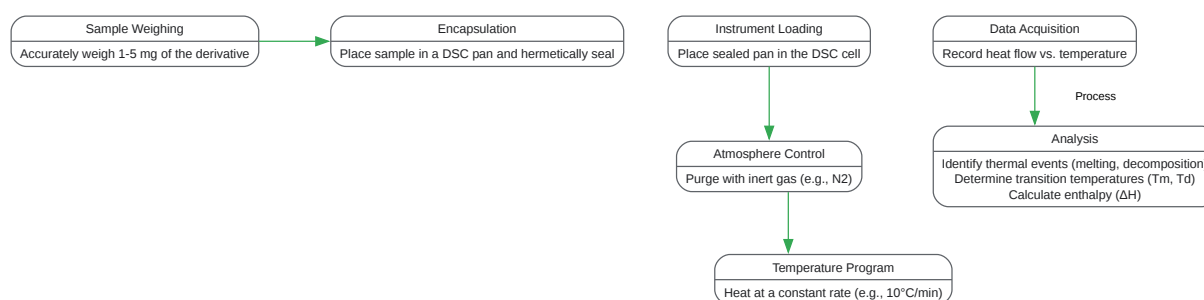 Sample Weighing
Accurately weigh 1-5 mg of the derivative
Encapsulation
Place sample in a DSC pan and hermetically seal
Instrument Loading
Place sealed pan in the DSC cell
Atmosphere Control
Purge with inert gas (e.g., N2)
Temperature Program
Heat at a constant rate (e.g., 10°C/min)
Data Acquisition
Record heat flow vs. temperature
Process
Analysis
Identify thermal events (melting, decomposition
Determine transition temperatures (Tm, Td)
Calculate enthalpy (ΔH)